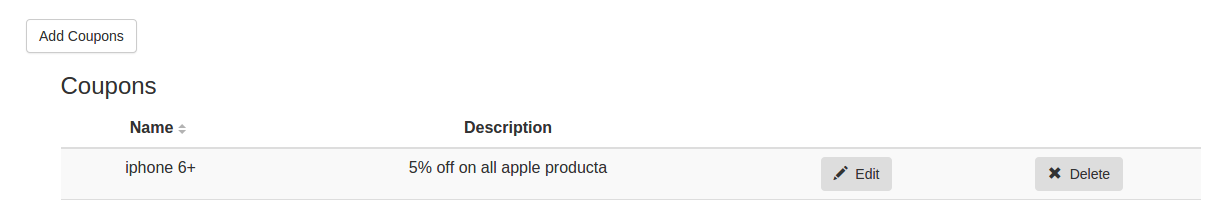 Add Coupons
Coupons
Name Description
iphone 6+ 5% off on all apple producta Edit Delete